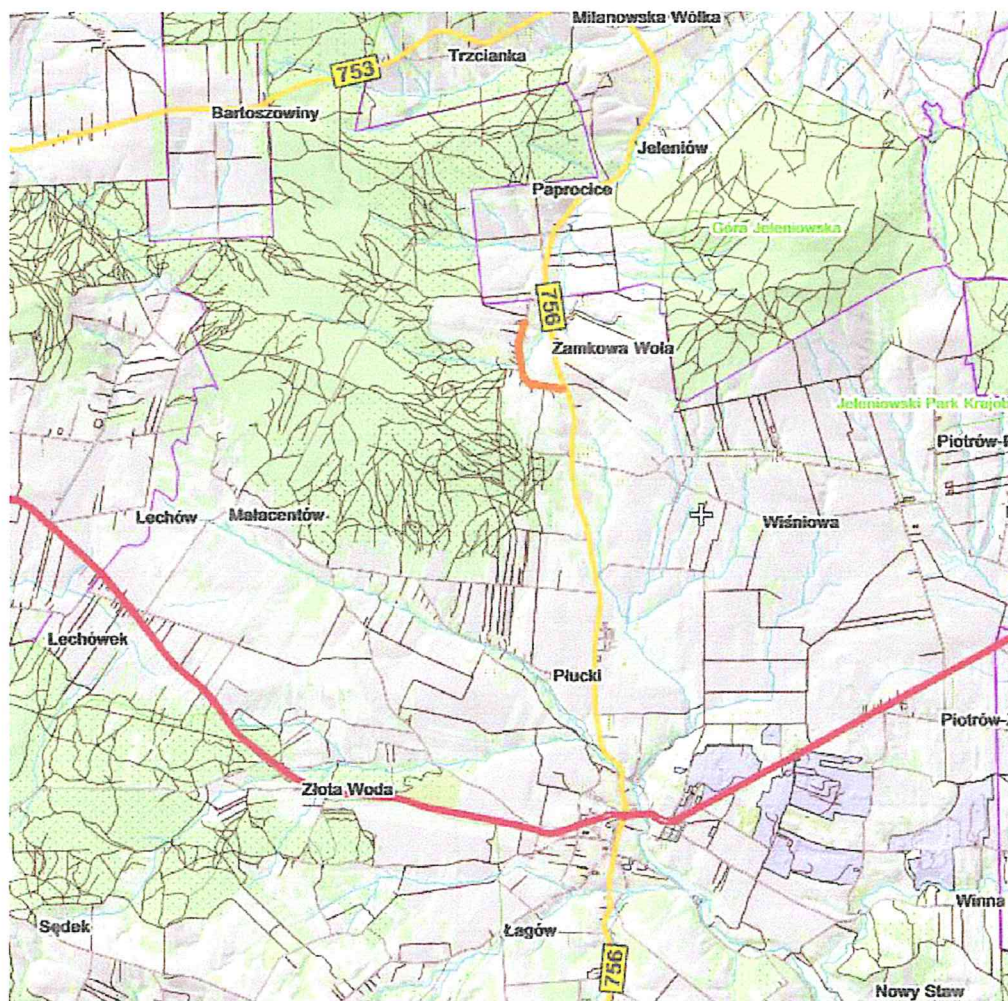 Milanowska Wólka
Trzcianka
753
Bartoszowiny
Jeleniów
Paprocice
Góra Jeleniowska
756
Zamkowa Wola
Jeleniowski Park Krajob
Piotrów-
Lechów
Małacentów
Wiśniowa
Lechówek
Płucki
Piotrów-
Złota Woda
Winna
Sędek
Łagów
756
Nowy Staw